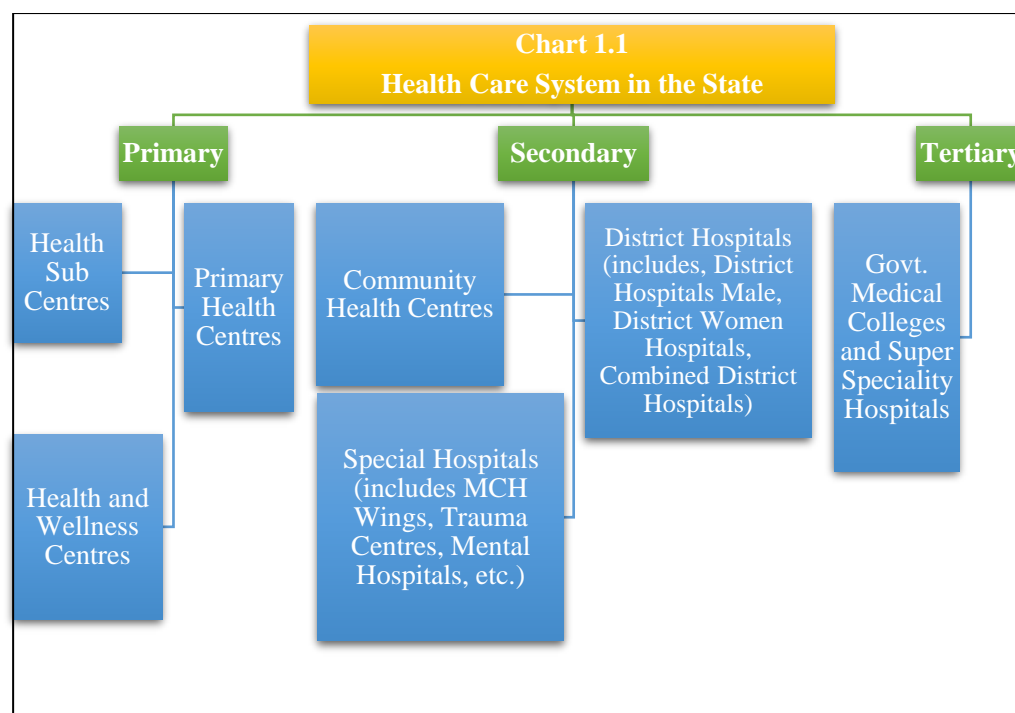 Chart 1.1
Health Care System in the State
Primary
Secondary
Tertiary
Health
Sub
Centres
Primary
Health
Centres
Health and
Wellness
Centres
Community
Health Centres
District Hospitals
(includes, District
Hospitals Male,
District Women
Hospitals,
Combined District
Hospitals)
Special Hospitals
(includes MCH
Wings, Trauma
Centres, Mental
Hospitals, etc.)
Govt.
Medical
Colleges
and Super
Speciality
Hospitals